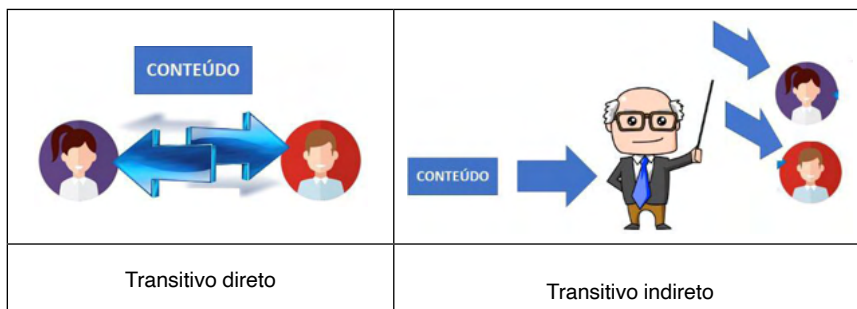 CONTEÚDO
CONTEÚDO
Transitivo direto
Transitivo indireto